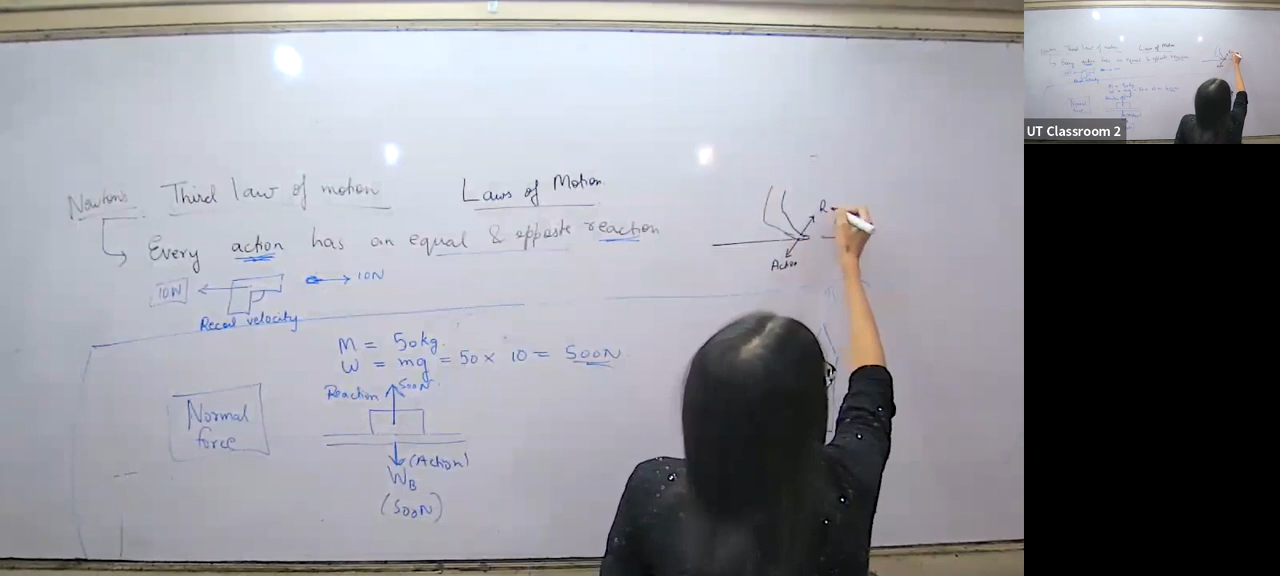 Newton's Third law of motion
Laws of Motion
Every action has an equal & opposite reaction
10N
10N
Recoil velocity
M = 50kg.
W = mg = 50 x 10 = 500N
Normal force
Reaction 500N
(Action)
WB
(500N)
R
Action
UT Classroom 2